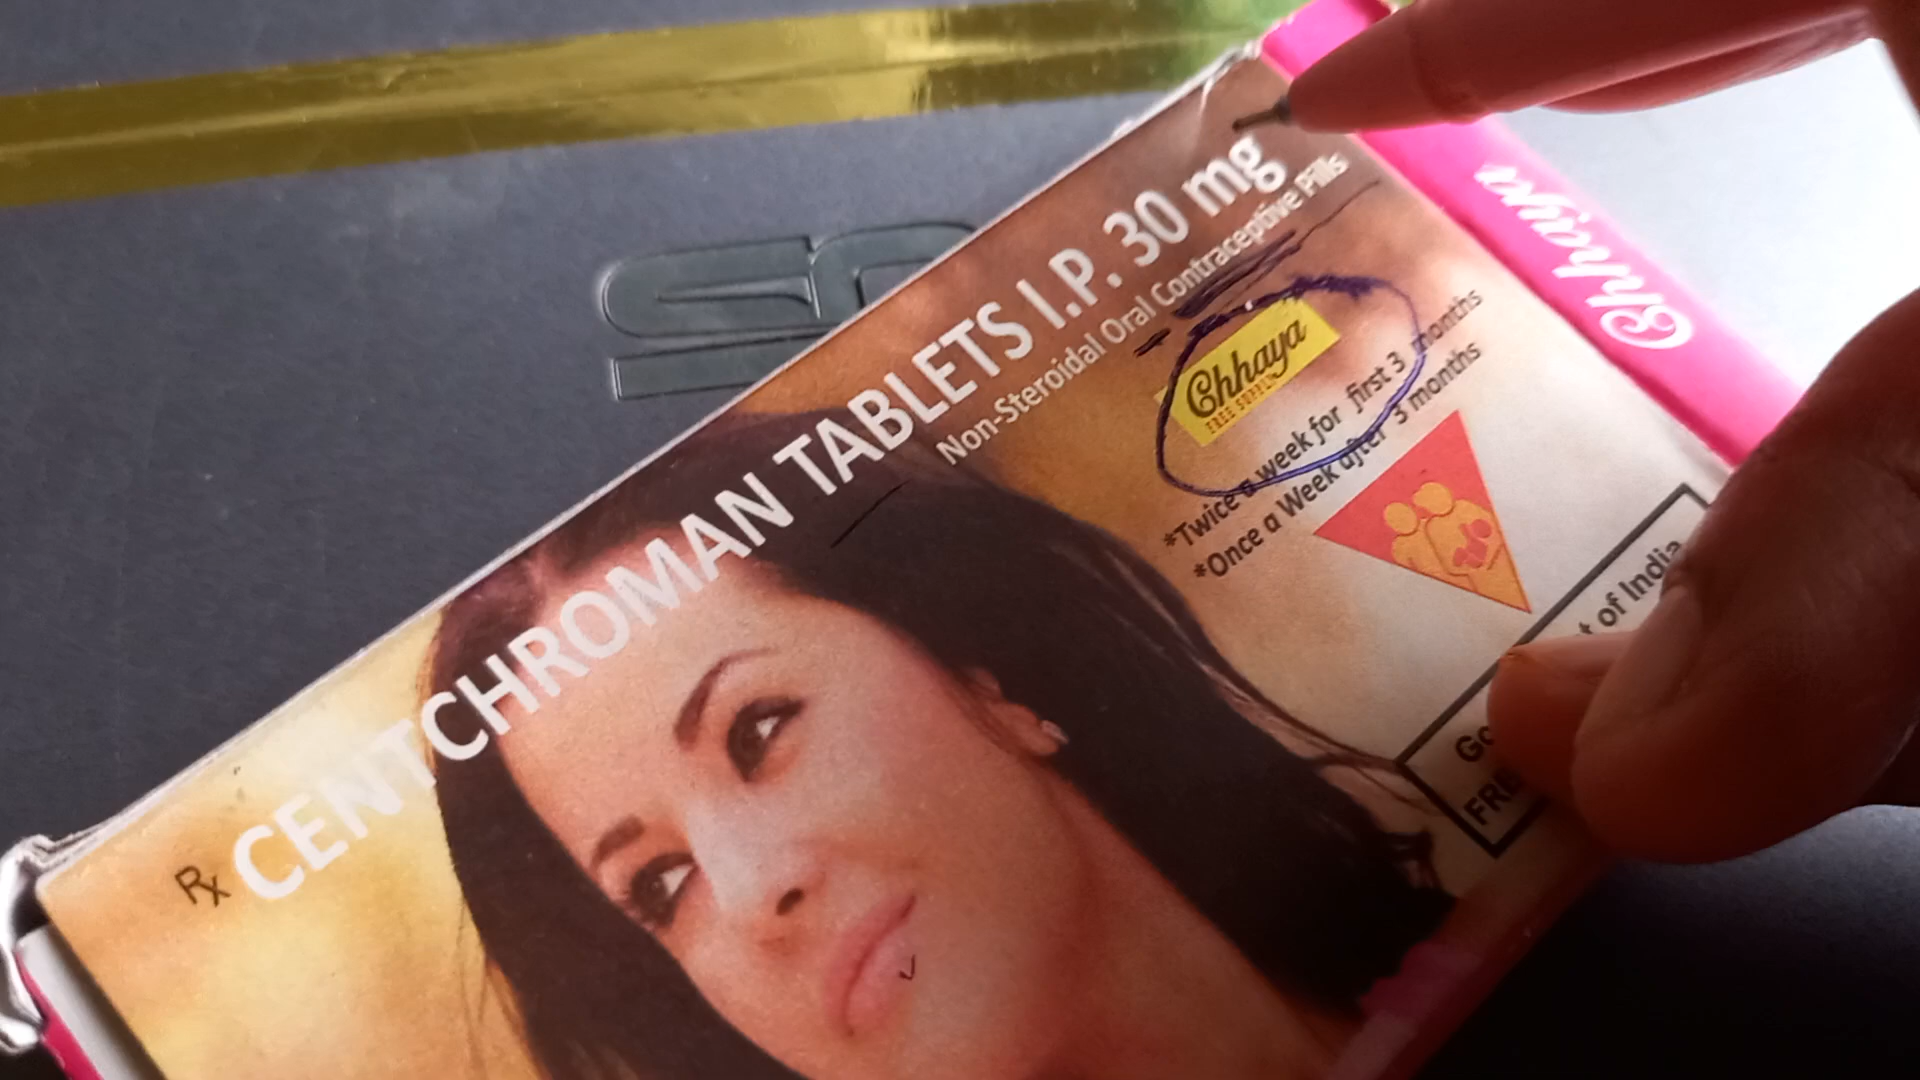 Rx CENTCHROMAN TABLETS I.P. 30 mg
Non-Steroidal Oral Contraceptive Pills
Chhaya
FREE SUPPLY
*Twice a week for first 3 months
*Once a Week after 3 months
of India
Chhaya